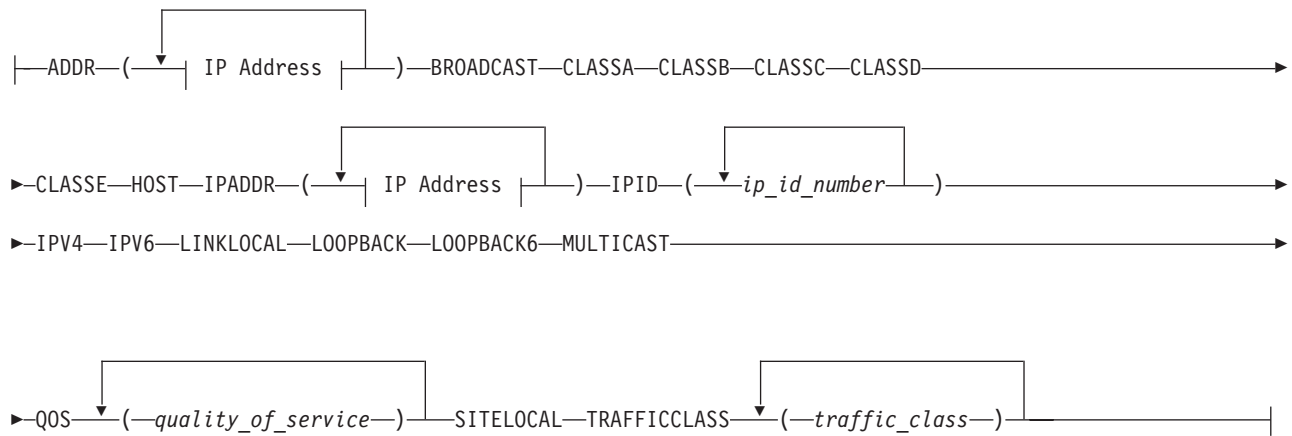 ADDR ( IP Address ) BROADCAST CLASSA CLASSB CLASSC CLASSD
CLASSE HOST IPADDR ( IP Address ) IPID ( ip_id_number )
IPV4 IPV6 LINKLOCAL LOOPBACK LOOPBACK6 MULTICAST
QOS ( quality_of_service ) SITELOCAL TRAFFICCLASS ( traffic_class )